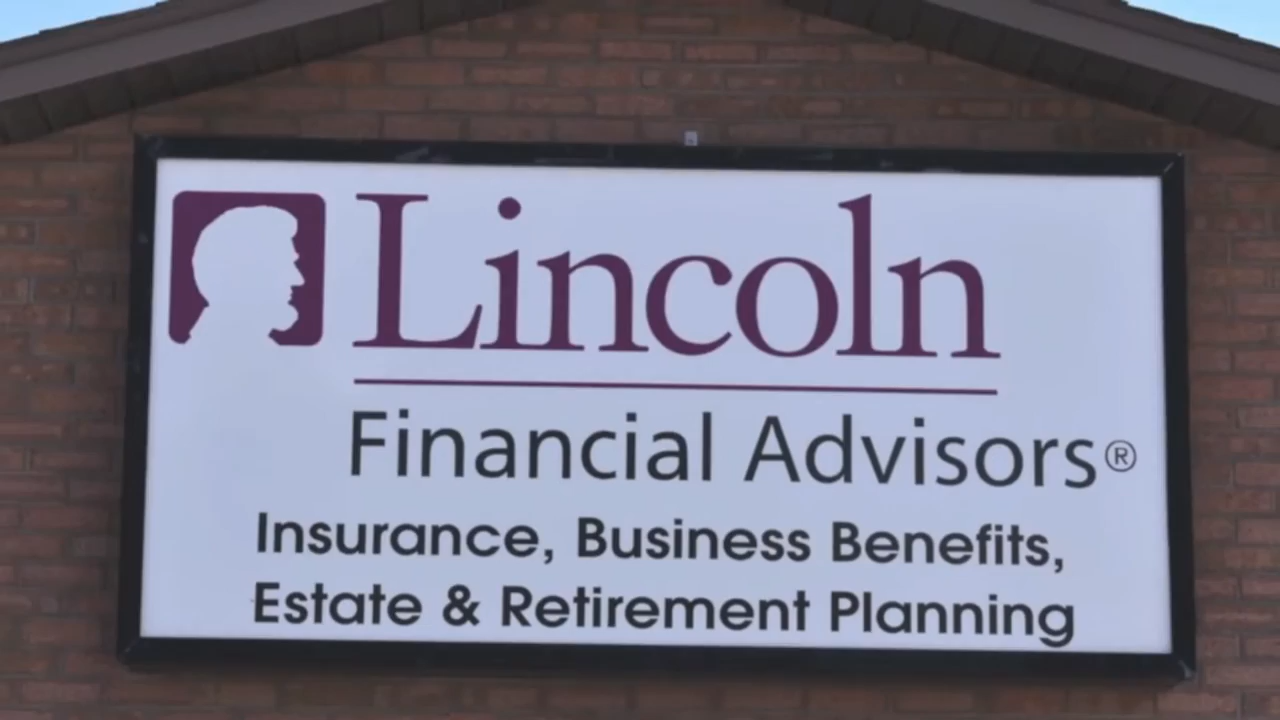 Lincoln
Financial Advisors®
Insurance, Business Benefits,
Estate & Retirement Planning